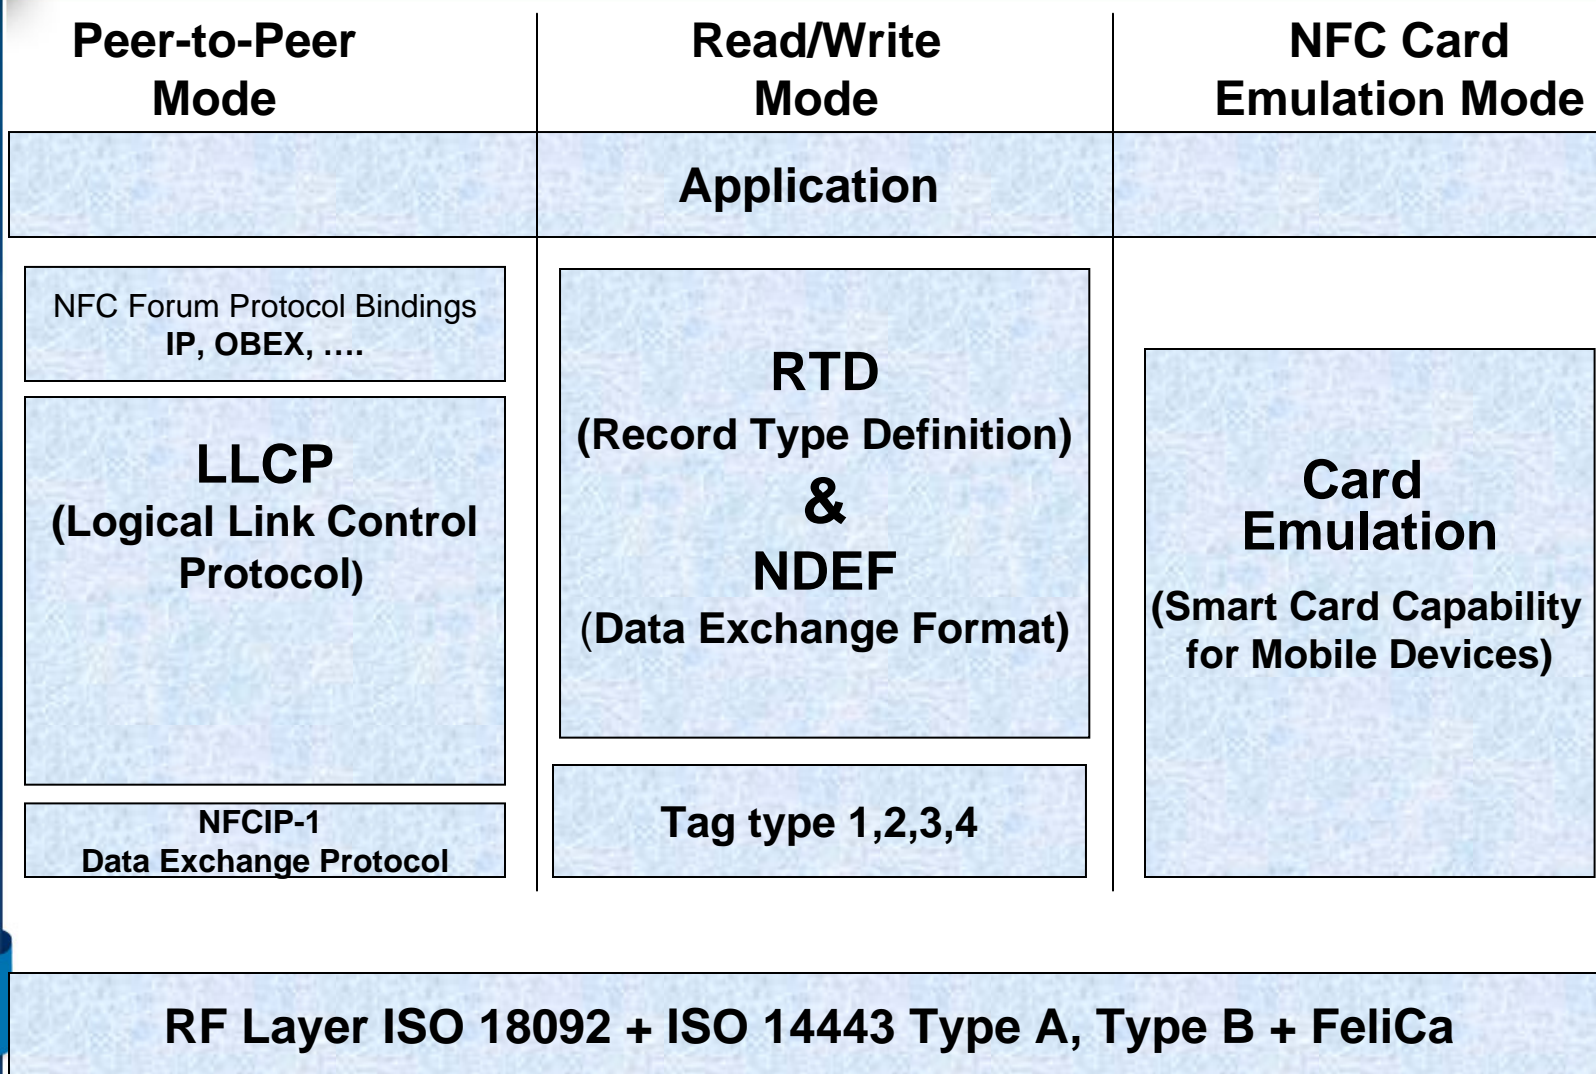 Peer-to-Peer
Mode
Read/Write
Mode
NFC Card
Emulation Mode
Application
NFC Forum Protocol Bindings
IP, OBEX, ....
LLCP
(Logical Link Control
Protocol)
NFCIP-1
Data Exchange Protocol
RTD
(Record Type Definition)
&
NDEF
(Data Exchange Format)
Tag type 1,2,3,4
Card
Emulation
(Smart Card Capability
for Mobile Devices)
RF Layer ISO 18092 + ISO 14443 Type A, Type B + FeliCa